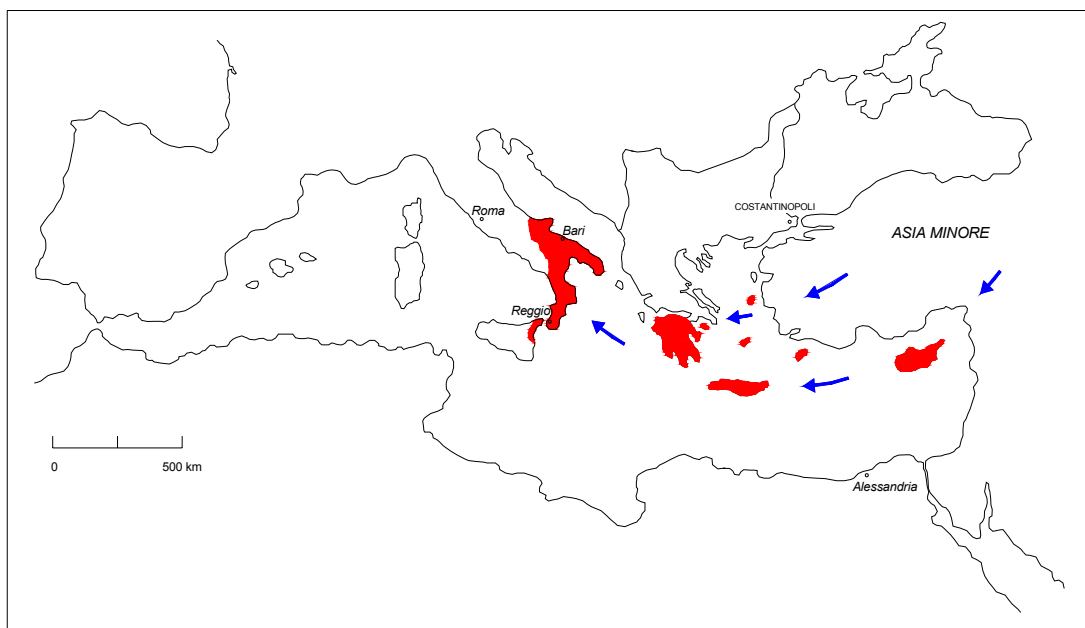 COSTANTINOPOLI
Roma
Bari
ASIA MINORE
Reggio
0
500 km
Alessandria